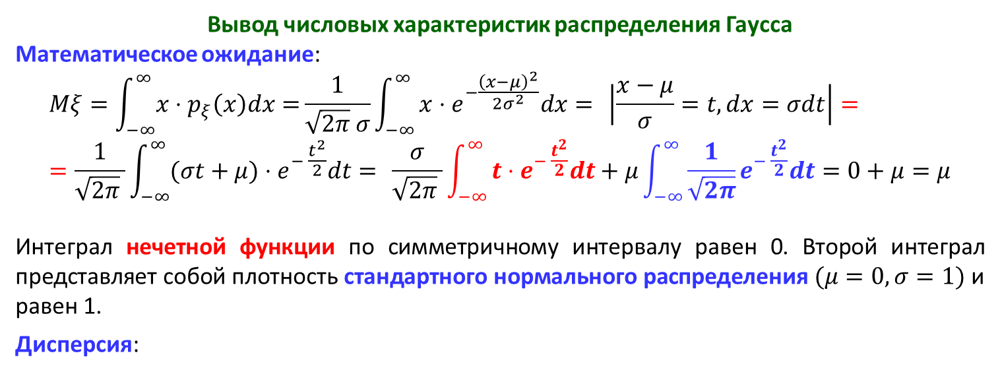 Вывод числовых характеристик распределения Гаусса
Математическое ожидание:
$M\xi = \int_{-\infty}^{\infty} x \cdot p_{\xi}(x)dx = \frac{1}{\sqrt{2\pi}\,\sigma} \int_{-\infty}^{\infty} x \cdot e^{-\frac{(x-\mu)^2}{2\sigma^2}} dx = \left| \frac{x-\mu}{\sigma} = t, dx = \sigma dt \right| =$
$= \frac{1}{\sqrt{2\pi}} \int_{-\infty}^{\infty} (\sigma t + \mu) \cdot e^{-\frac{t^2}{2}} dt = \frac{\sigma}{\sqrt{2\pi}} \int_{-\infty}^{\infty} t \cdot e^{-\frac{t^2}{2}} dt + \mu \int_{-\infty}^{\infty} \frac{1}{\sqrt{2\pi}} e^{-\frac{t^2}{2}} dt = 0 + \mu = \mu$
Интеграл нечетной функции по симметричному интервалу равен 0. Второй интеграл
представляет собой плотность стандартного нормального распределения $(\mu = 0, \sigma = 1)$ и
равен 1.
Дисперсия: